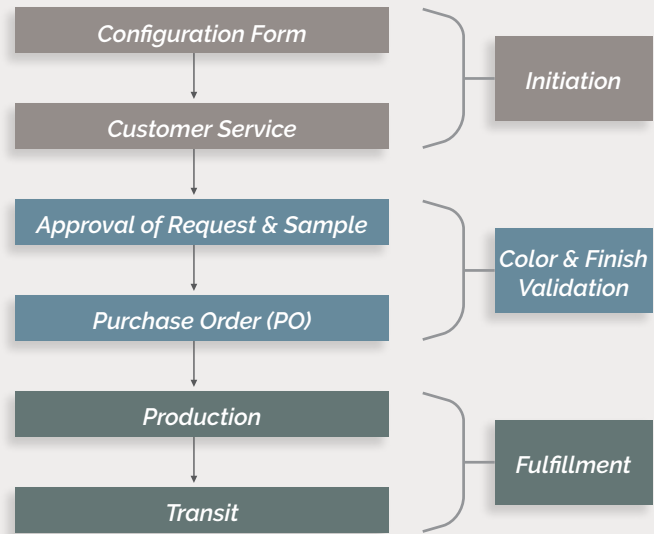 Configuration Form
Customer Service
Initiation
Approval of Request & Sample
Purchase Order (PO)
Color & Finish
Validation
Production
Transit
Fulfillment